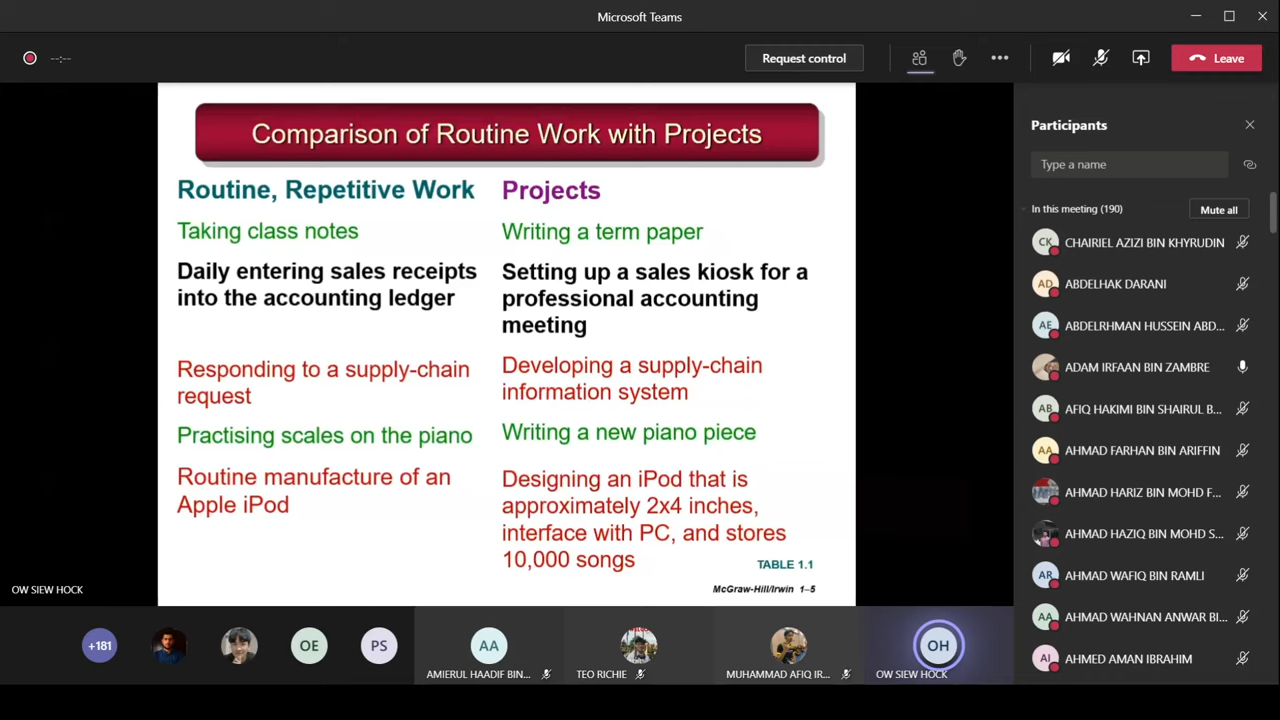 Microsoft Teams
--:--
Request control
Leave
Comparison of Routine Work with Projects
Routine, Repetitive Work
Taking class notes
Daily entering sales receipts
into the accounting ledger
Responding to a supply-chain
request
Practising scales on the piano
Routine manufacture of an
Apple iPod
Projects
Writing a term paper
Setting up a sales kiosk for a
professional accounting
meeting
Developing a supply-chain
information system
Writing a new piano piece
Designing an iPod that is
approximately 2x4 inches,
interface with PC, and stores
10,000 songs
TABLE 1.1
McGraw-Hill/Irwin 1–5
OW SIEW HOCK
Participants
Type a name
In this meeting (190)
Mute all
CK CHAIRIEL AZIZI BIN KHYRUDIN
AD ABDELHAK DARANI
AE ABDELRHMAN HUSSEIN ABD...
ADAM IRFAAN BIN ZAMBRE
AB AFIQ HAKIMI BIN SHAIRUL B...
AA AHMAD FARHAN BIN ARIFFIN
AHMAD HARIZ BIN MOHD F...
AHMAD HAZIQ BIN MOHD S...
AR AHMAD WAFIQ BIN RAMLI
AA AHMAD WAHNAN ANWAR BI...
AI AHMED AMAN IBRAHIM
+181
OE
PS
AA
AMIERUL HAADIF BIN...
TEO RICHIE
MUHAMMAD AFIQ IR...
OH
OW SIEW HOCK